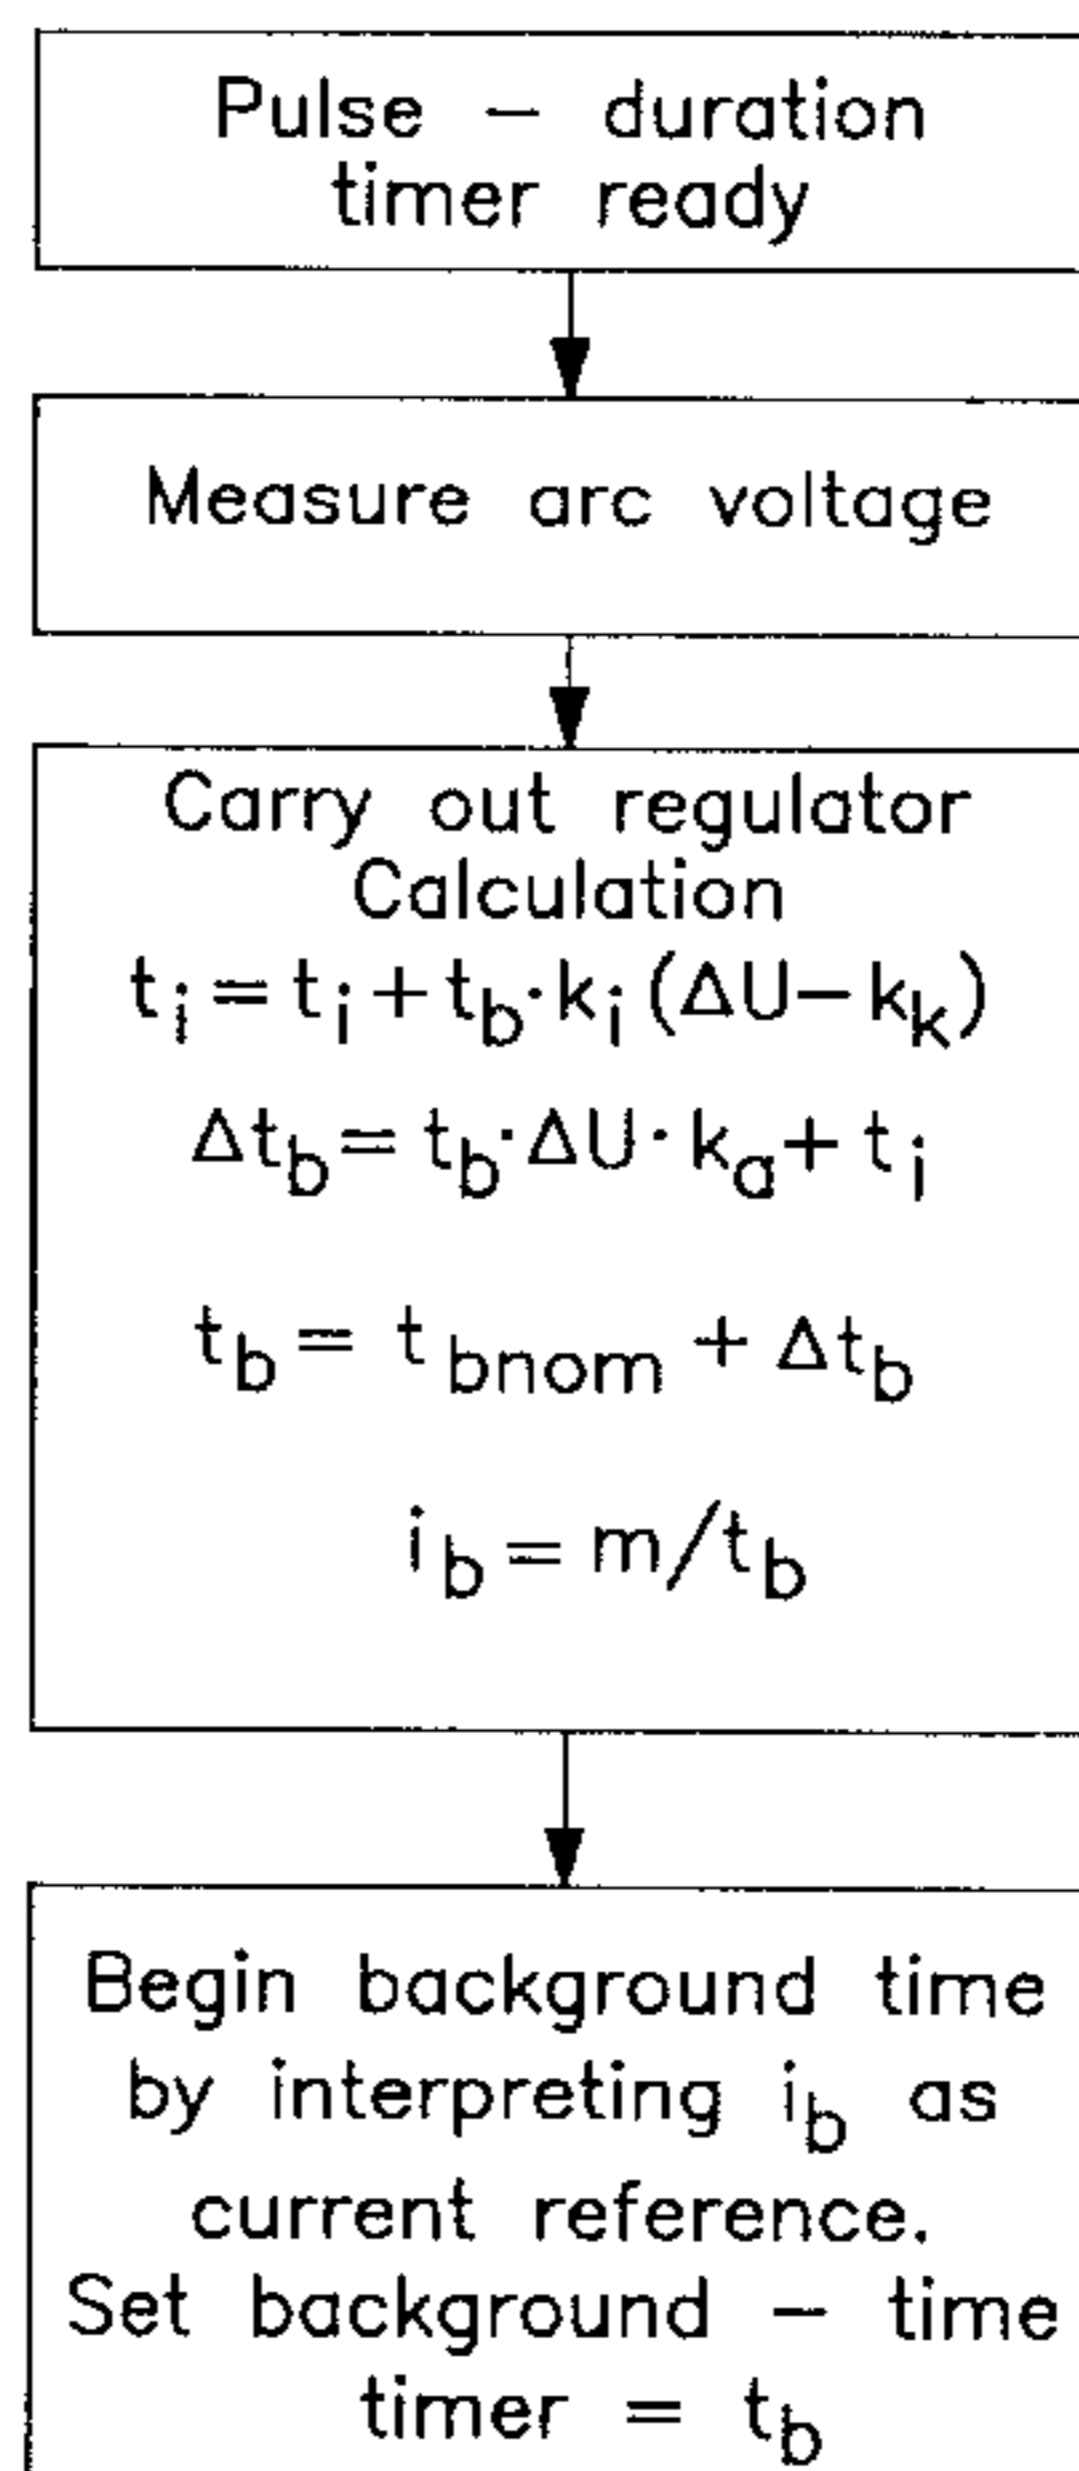 Pulse – duration
timer ready
Measure arc voltage
Carry out regulator
Calculation
t_i = t_i + t_b · k_i (ΔU – k_k)
Δt_b = t_b · ΔU · k_a + t_i
t_b = t_bnom + Δt_b
i_b = m/t_b
Begin background time
by interpreting i_b as
current reference.
Set background – time
timer = t_b